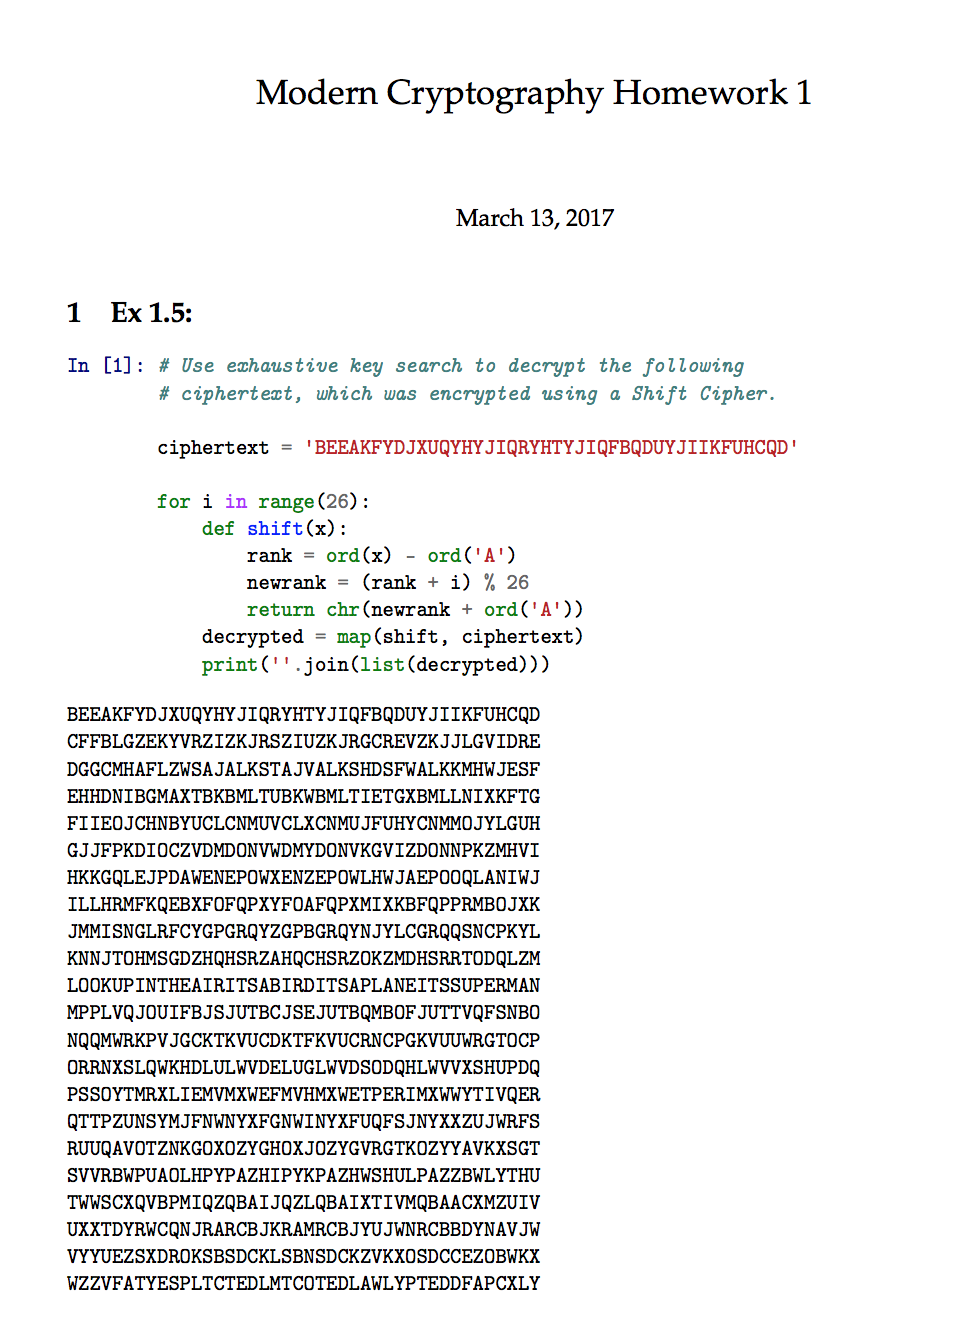 Modern Cryptography Homework 1
March 13, 2017
1 Ex 1.5:
In [1]: # Use exhaustive key search to decrypt the following
# ciphertext, which was encrypted using a Shift Cipher.
ciphertext = 'BEEAKFYDJXUQYHYJIQRYHTYJIQFBQDUYJIIKFUHCQD'
for i in range(26):
def shift(x):
rank = ord(x) - ord('A')
newrank = (rank + i) % 26
return chr(newrank + ord('A'))
decrypted = map(shift, ciphertext)
print(''.join(list(decrypted)))
BEEAKFYDJXUQYHYJIQRYHTYJIQFBQDUYJIIKFUHCQD
CFFBLGZEKYVRZIZKJRSZIUZKJRGCREVZKJJLGVIDRE
DGGCMHAFLZWSAJALKSTAJVALKSHDSFWALKKMHWJESF
EHHDNIBGMAXTBKBMLTUBKWBMLTIETGXBMLLNIXKFTG
FIIEOJCHNBYUCLCNMUVCLXCNMUJFUHYCNMMOJYLGUH
GJJFPKDIOCZVDMDONVWDMYDONVKGVIZDONNPKZMHVI
HKKGQLEJPDAWENEPOWXENZEPOWLHWJAEPOOQLANIWJ
ILLHRMFKQEBXFOFQPXYFOAFQPXMIXKBFQPPRMBOJXK
JMMISNGLRFCYGPGRQYZGPBGRQYNJYLCGRQQSNCPKYL
KNNJTOHMSGDZHQHSRZAHQCHSRZOKZMDHSRRTODQLZM
LOOKUPINTHEAIRITSABIRDITSAPLANEITSSUPERMAN
MPPLVQJOUIFBJSJUTBCJSEJUTBQMBOFJUTTVQFSNBO
NQQMWRKPVJGCKTKVUCDKTFKVUCRNCPGKVUUWRGTOCP
ORRNXSLQWKHDLULWVDELUGLWVDSODQHLWVVXSHUPDQ
PSSOYTMRXLIEMVMXWEFMVHMXWETPERIMXWWYTIVQER
QTTPZUNSYMJFNWNYXFGNWINYXFUQFSJNYXXZUJWRFS
RUUQAVOTZNKGOXOZYGHOXJOZYGVRGTKOZYYAVKXSGT
SVVRBWPUAOLHPYPAZHIPYKPAZHWSHULPAZZBWLYTHU
TWWSCXQVBPMIQZQBAIJQZLQBAIXTIVMQBAACXMZUIV
UXXTDYRWCQNJRARCBJKRAMRCBJYUJWNRCBBDYNAVJW
VYYUEZSXDROKSBSDCKLSBNSDCKZVKXOSDCCEZOBWKX
WZZVFATYESPLTCTEDLMTCOTEDLAWLYPTEDDFAPCXLY